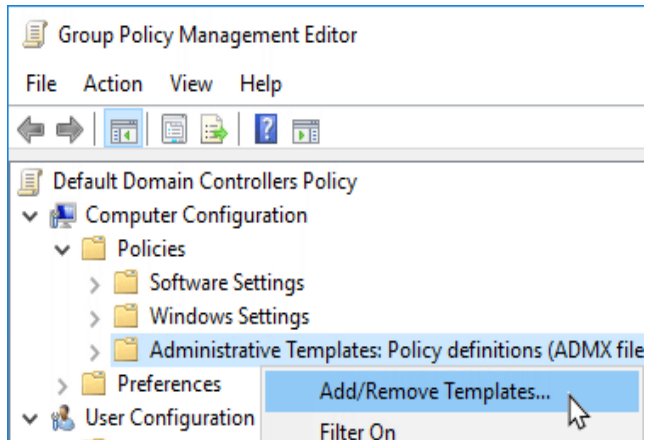 Group Policy Management Editor
File Action View Help
Default Domain Controllers Policy
Computer Configuration
Policies
Software Settings
Windows Settings
Administrative Templates: Policy definitions (ADMX file
Preferences
Add/Remove Templates...
User Configuration
Filter On